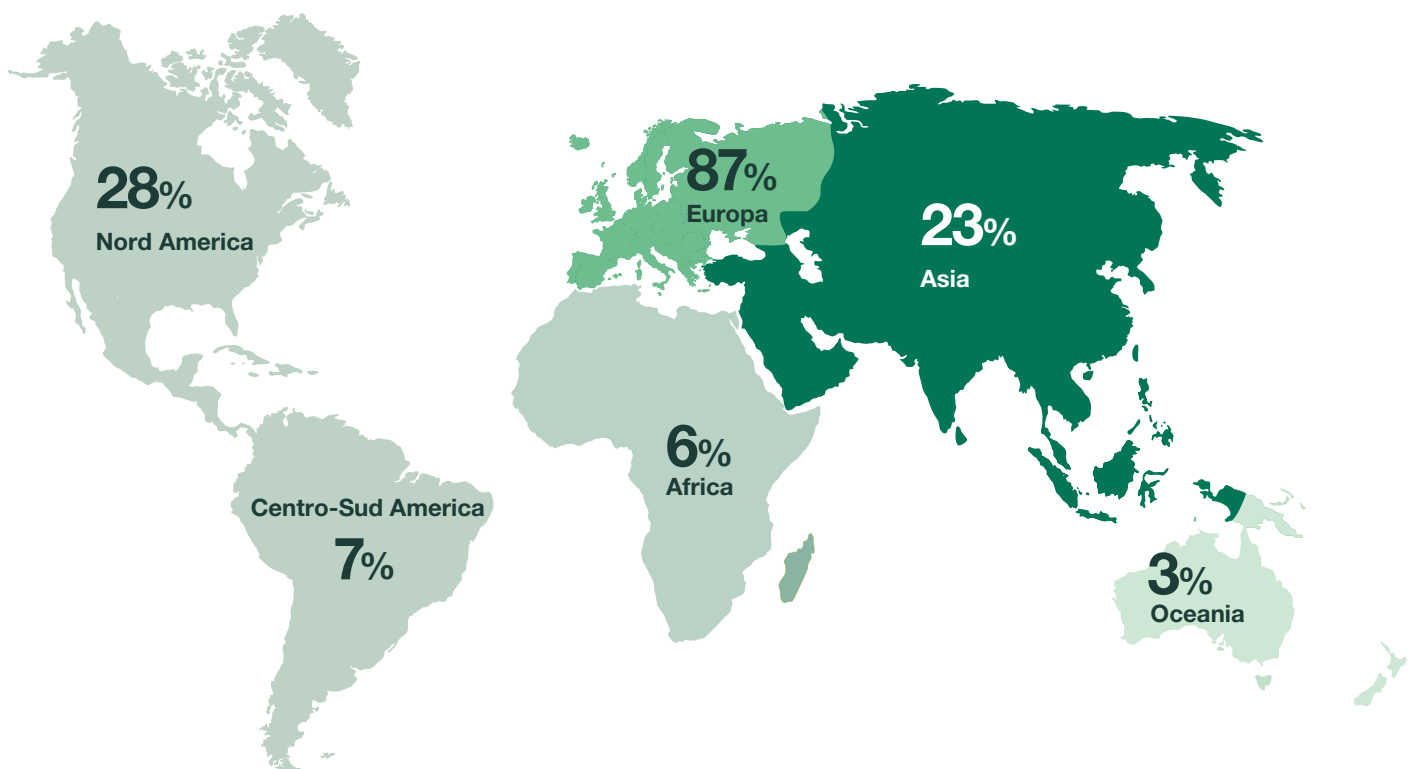 28%
Nord America
87%
Europa
23%
Asia
6%
Africa
Centro-Sud America
7%
3%
Oceania